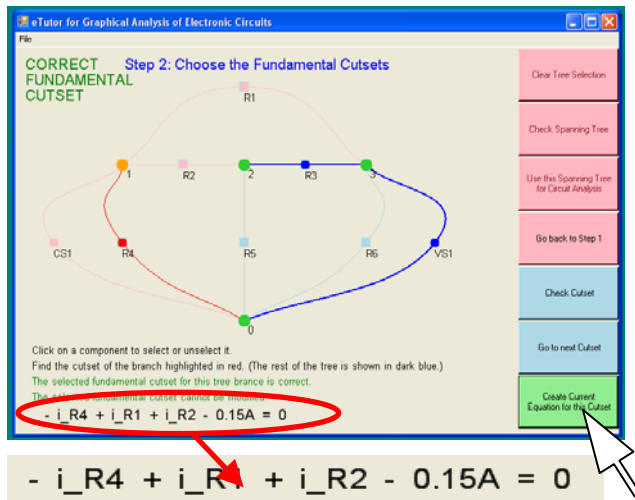 eTutor for Graphical Analysis of Electronic Circuits
File
CORRECT FUNDAMENTAL CUTSET
Step 2: Choose the Fundamental Cutsets
R1
1
R2
2
R3
3
CS1
R4
R5
R6
VS1
0
Clear Tree Selection
Check Spanning Tree
Use this Spanning Tree
for Circuit Analysis
Go back to Step 1
Check Cutset
Go to next Cutset
Create Current
Equation for this Cutset
Click on a component to select or unselect it.
Find the cutset of the branch highlighted in red. (The rest of the tree is shown in dark blue.)
The selected fundamental cutset for this tree brance is correct.
The selected fundamental cutset cannot be modified.
- i_R4 + i_R1 + i_R2 - 0.15A = 0
- i_R4 + i_R1 + i_R2 - 0.15A = 0